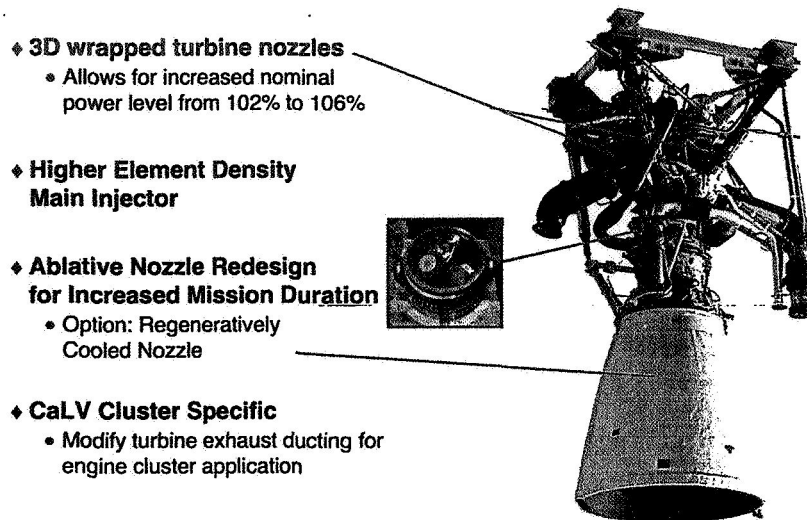 ♦ 3D wrapped turbine nozzles
• Allows for increased nominal
power level from 102% to 106%
♦ Higher Element Density
Main Injector
♦ Ablative Nozzle Redesign
for Increased Mission Duration
• Option: Regeneratively
Cooled Nozzle
♦ CaLV Cluster Specific
• Modify turbine exhaust ducting for
engine cluster application